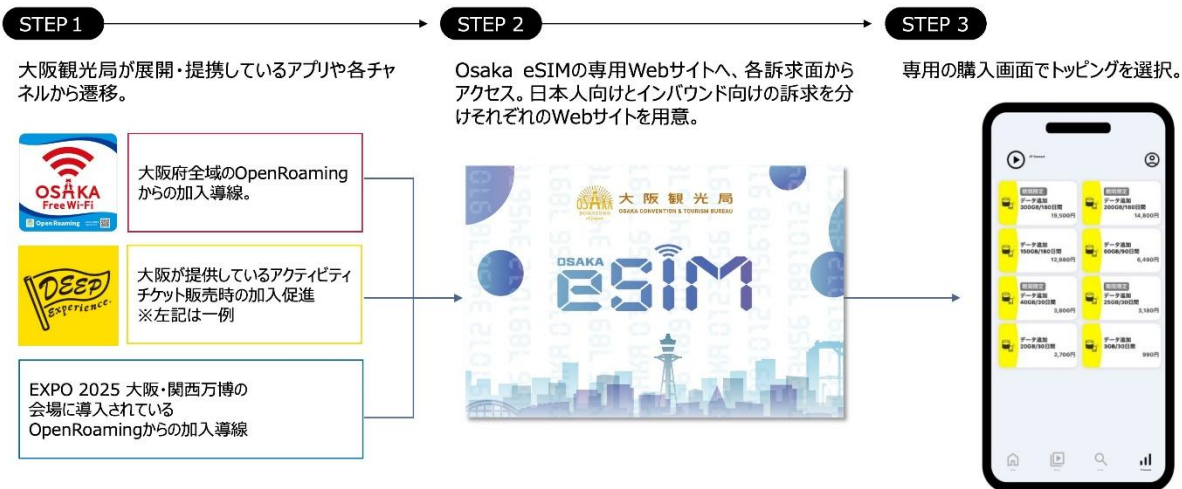 STEP 1
大阪観光局が展開・提携しているアプリや各チャ
ネルから遷移。
OSAKA
Free Wi-Fi
Open Roaming
大阪府全域のOpenRoaming
からの加入導線。
DEEP
Experience.
大阪が提供しているアクティビティ
チケット販売時の加入促進
※左記は一例
EXPO 2025 大阪・関西万博の
会場に導入されている
OpenRoamingからの加入導線
STEP 2
Osaka eSIMの専用Webサイトへ、各訴求面から
アクセス。日本人向けとインバウンド向けの訴求を分
けそれぞれのWebサイトを用意。
大阪観光局
OSAKA CONVENTION & TOURISM BUREAU
OSAKA
eSIM
STEP 3
専用の購入画面でトッピングを選択。
期間限定
データ追加
300GB/180日間
19,500円
期間限定
データ追加
200GB/180日間
14,800円
データ追加
150GB/180日間
12,980円
データ追加
60GB/90日間
6,490円
期間限定
データ追加
40GB/30日間
3,800円
期間限定
データ追加
25GB/30日間
3,180円
データ追加
20GB/30日間
2,700円
データ追加
3GB/30日間
990円